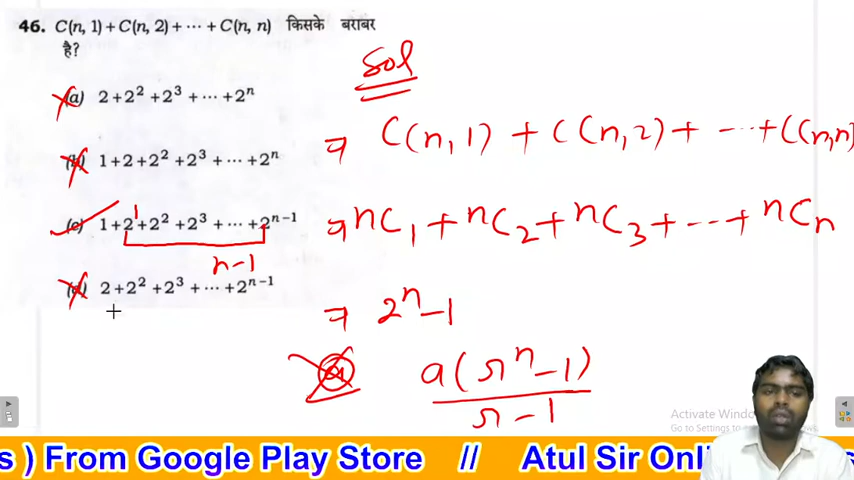 46. C(n, 1) + C(n, 2) + ··· + C(n, n) किसके बराबर
है?
(a) 2 + 2² + 2³ + ··· + 2ⁿ
(b) 1 + 2 + 2² + 2³ + ··· + 2ⁿ
(c) 1 + 2¹ + 2² + 2³ + ··· + 2ⁿ⁻¹
n-1
(d) 2 + 2² + 2³ + ··· + 2ⁿ⁻¹
Sol
⇒ C(n, 1) + C(n, 2) + ---- + C(n, n)
⇒ nC₁ + nC₂ + nC₃ + --- + nCn
⇒ 2ⁿ - 1
a
a(rⁿ - 1)
r - 1
Activate Windo
Go to Settings to
s ) From Google Play Store // Atul Sir Onli